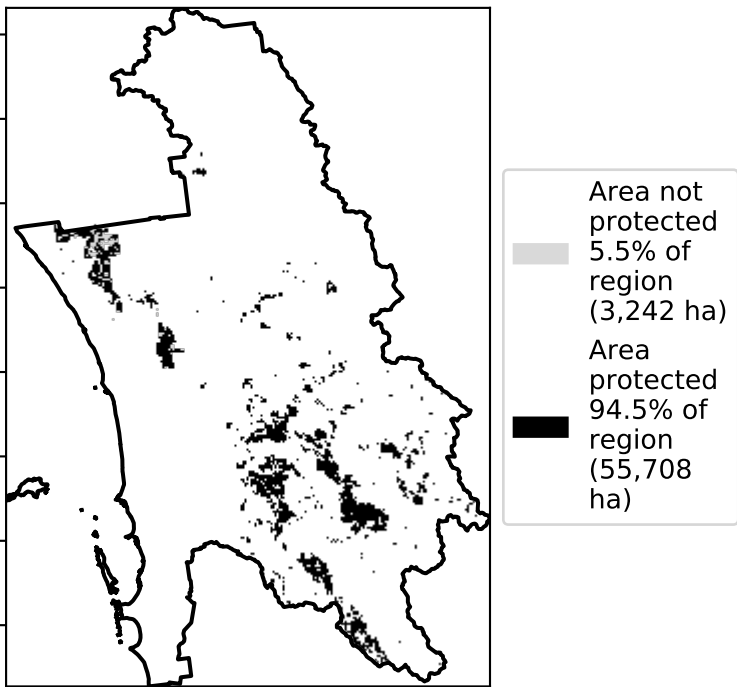 Area not
protected
5.5% of
region
(3,242 ha)
Area
protected
94.5% of
region
(55,708
ha)